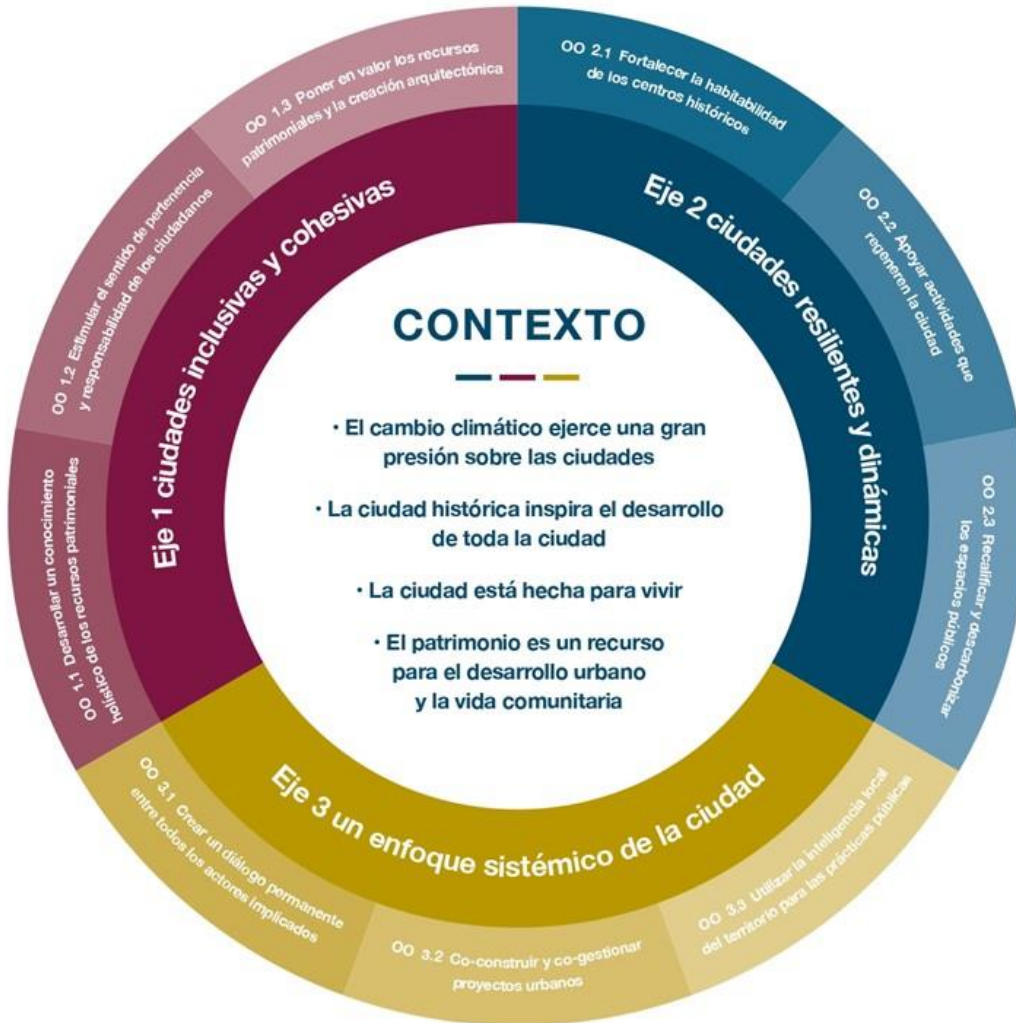 CONTEXTO
· El cambio climático ejerce una gran
presión sobre las ciudades
· La ciudad histórica inspira el desarrollo
de toda la ciudad
· La ciudad está hecha para vivir
· El patrimonio es un recurso
para el desarrollo urbano
y la vida comunitaria
Eje 1 ciudades inclusivas y cohesivas
OO 1.1 Desarrollar un conocimiento
holístico de los recursos patrimoniales
OO 1.2 Estimular el sentido de pertenencia
y responsabilidad de los ciudadanos
OO 1.3 Poner en valor los recursos
patrimoniales y la creación arquitectónica
Eje 2 ciudades resilientes y dinámicas
OO 2.1 Fortalecer la habitabilidad
de los centros históricos
OO 2.2 Apoyar actividades que
regeneren la ciudad
OO 2.3 Recalificar y descarbonizar
los espacios públicos
Eje 3 un enfoque sistémico de la ciudad
OO 3.1 Crear un diálogo permanente
entre todos los actores implicados
OO 3.2 Co-construir y co-gestionar
proyectos urbanos
OO 3.3 Utilizar la inteligencia local
del territorio para las prácticas públicas